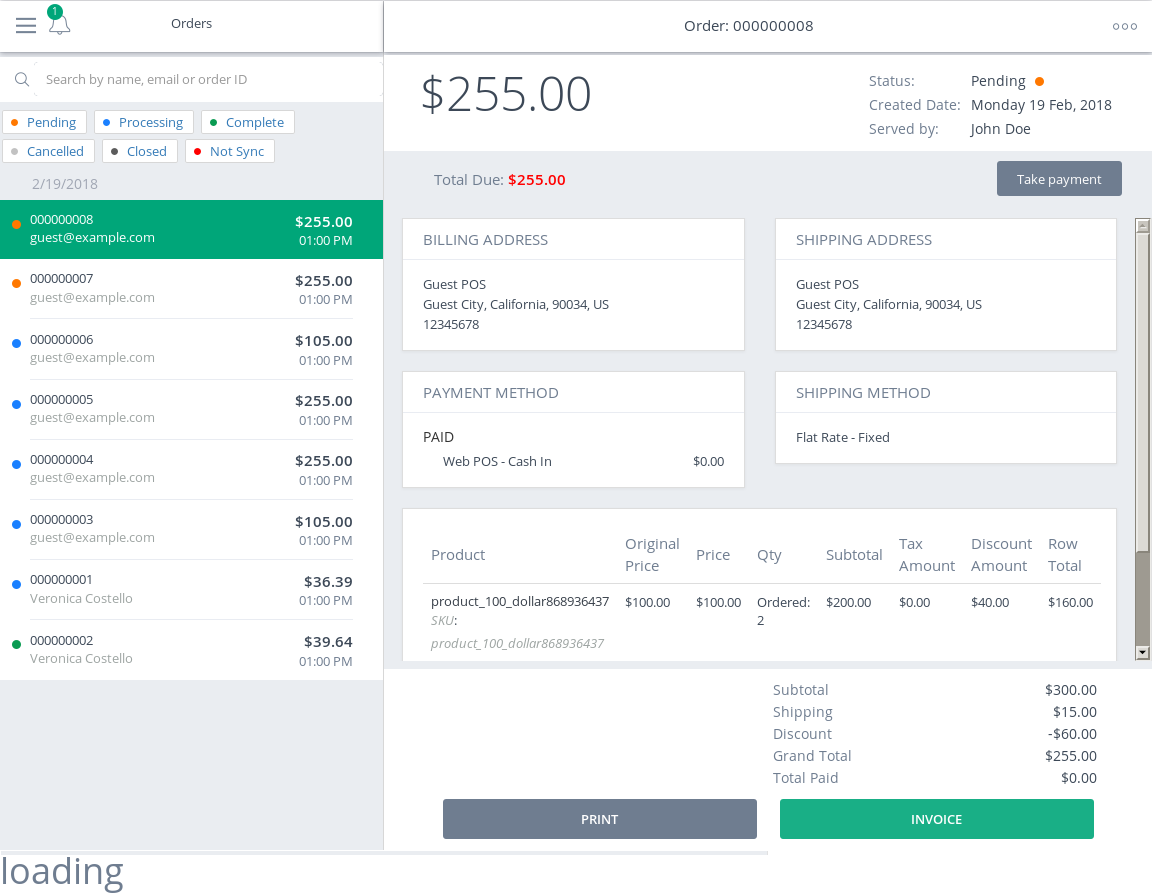 1
Orders
Search by name, email or order ID
Pending Processing Complete
Cancelled Closed Not Sync
2/19/2018
000000008 $255.00
guest@example.com 01:00 PM
000000007 $255.00
guest@example.com 01:00 PM
000000006 $105.00
guest@example.com 01:00 PM
000000005 $255.00
guest@example.com 01:00 PM
000000004 $255.00
guest@example.com 01:00 PM
000000003 $105.00
guest@example.com 01:00 PM
000000001 $36.39
Veronica Costello 01:00 PM
000000002 $39.64
Veronica Costello 01:00 PM
Order: 000000008
$255.00
Status: Pending
Created Date: Monday 19 Feb, 2018
Served by: John Doe
Total Due: $255.00
Take payment
BILLING ADDRESS
Guest POS
Guest City, California, 90034, US
12345678
SHIPPING ADDRESS
Guest POS
Guest City, California, 90034, US
12345678
PAYMENT METHOD
PAID
Web POS - Cash In $0.00
SHIPPING METHOD
Flat Rate - Fixed
Product Original Price Price Qty Subtotal Tax Amount Discount Amount Row Total
product_100_dollar868936437 $100.00 $100.00 Ordered: 2 $200.00 $0.00 $40.00 $160.00
SKU:
product_100_dollar868936437
Subtotal $300.00
Shipping $15.00
Discount -$60.00
Grand Total $255.00
Total Paid $0.00
PRINT
INVOICE
loading